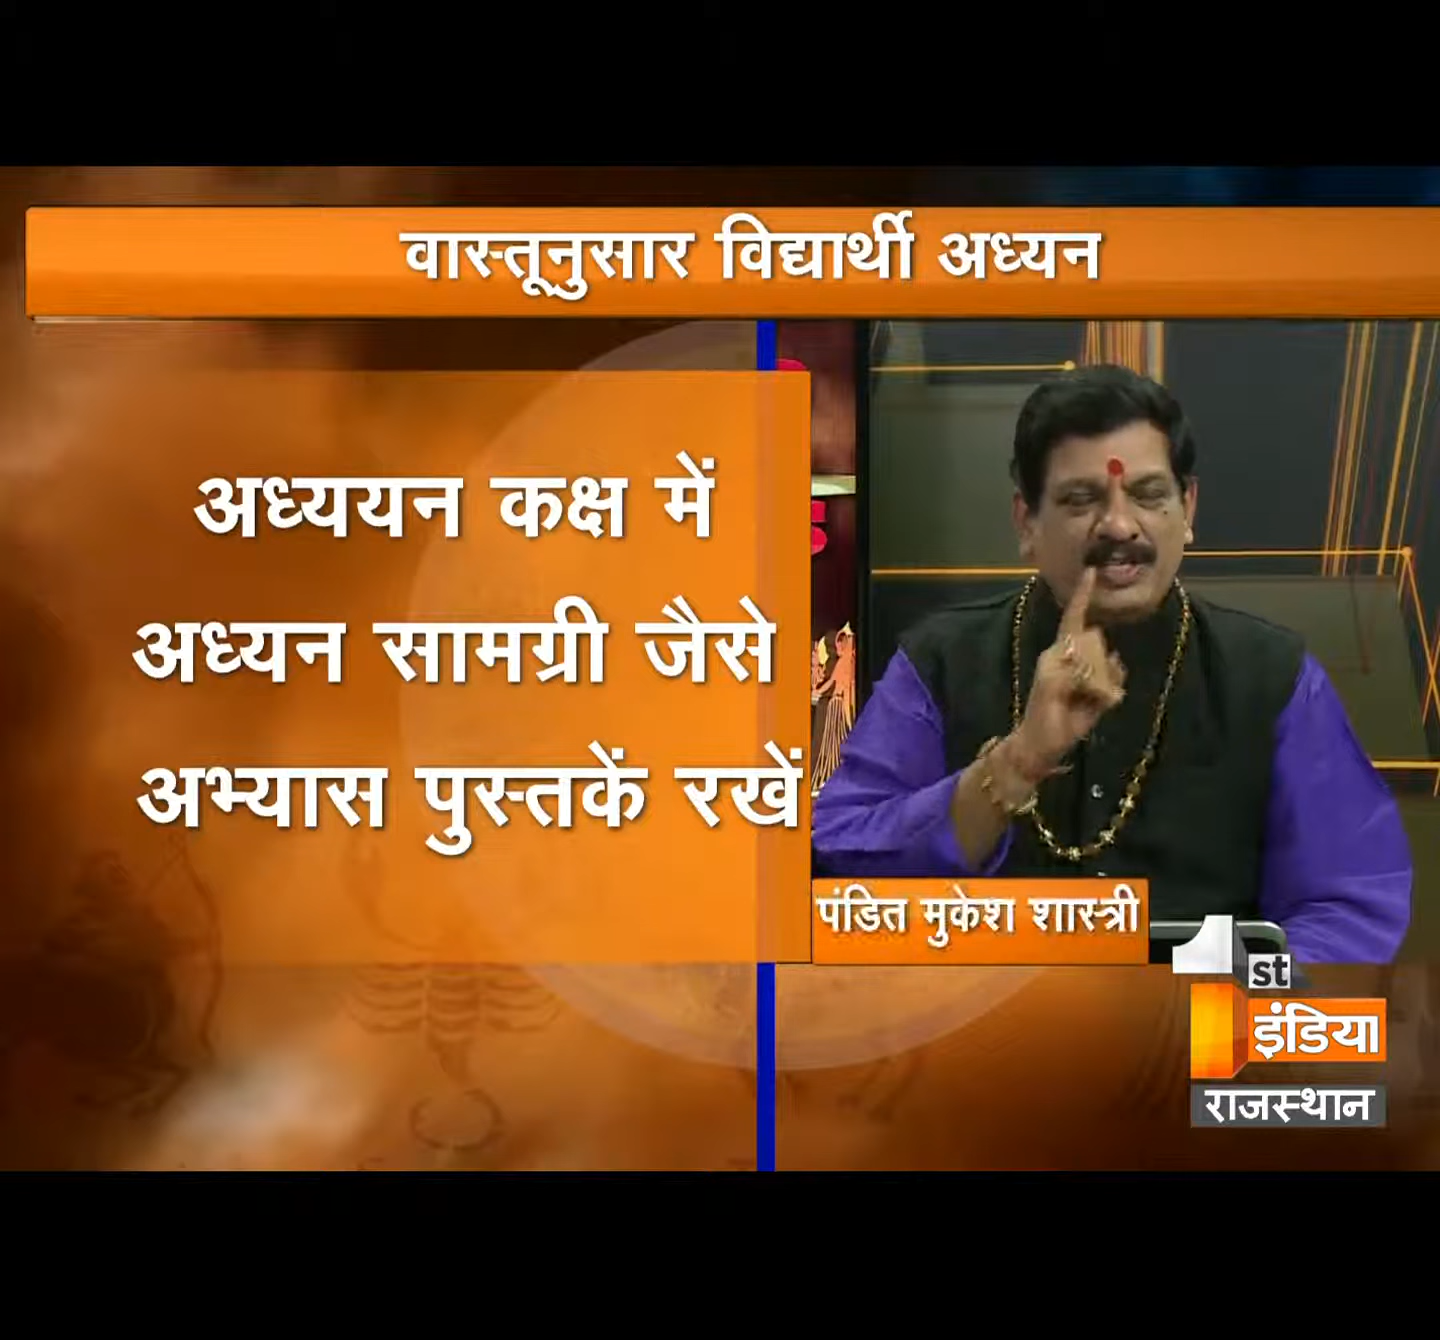 वास्तूनुसार विद्यार्थी अध्यन
अध्ययन कक्ष में
अध्यन सामग्री जैसे
अभ्यास पुस्तकें रखें
पंडित मुकेश शास्त्री
1st
इंडिया
राजस्थान